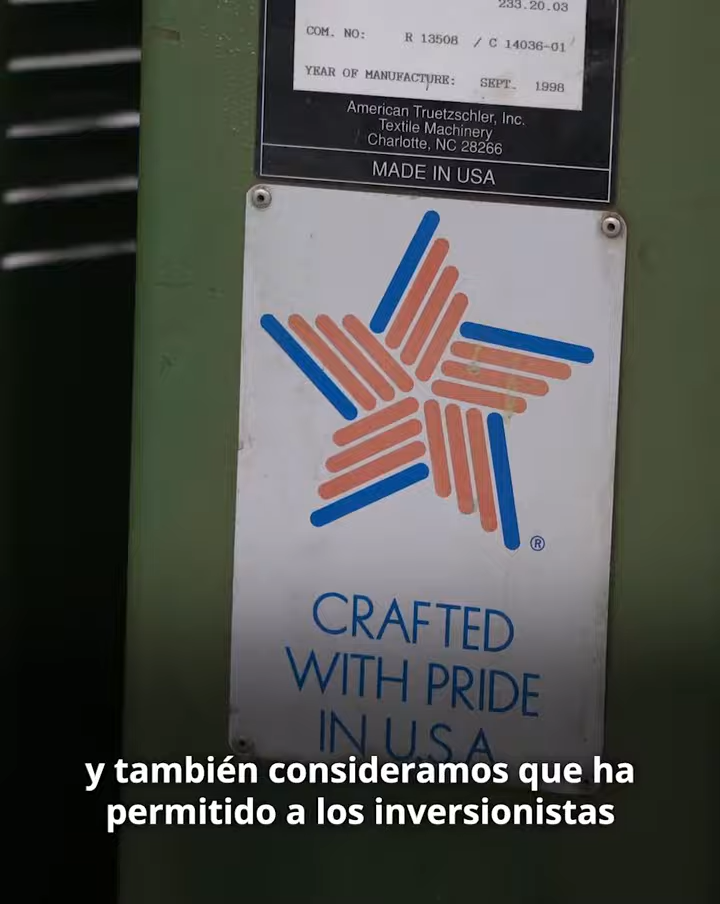 233.20.03
COM. NO: R 13508 / C 14036-01
YEAR OF MANUFACTURE: SEPT. 1998
American Truetzschler, Inc.
Textile Machinery
Charlotte, NC 28266
MADE IN USA
®
CRAFTED
WITH PRIDE
IN U.S.A.
y también consideramos que ha
permitido a los inversionistas